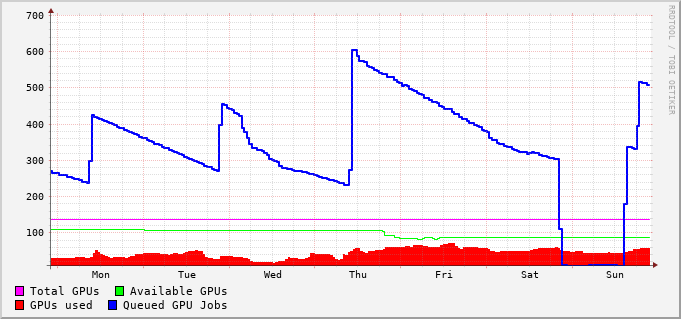 700
600
500
400
300
200
100
Mon Tue Wed Thu Fri Sat Sun
RRDTOOL / TOBI OETIKER
Total GPUs Available GPUs
GPUs used Queued GPU Jobs